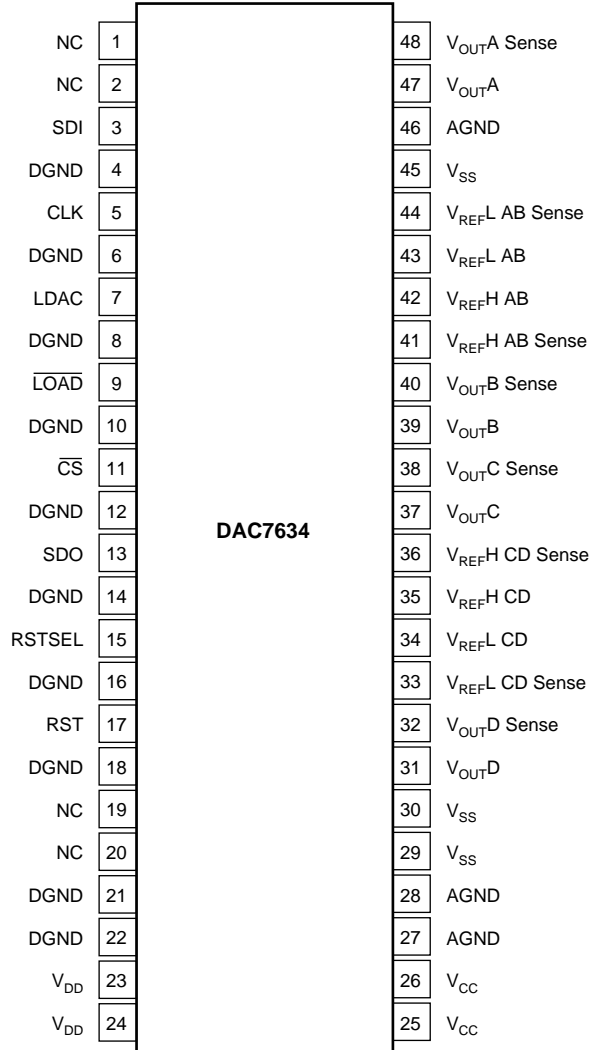 NC 1
NC 2
SDI 3
DGND 4
CLK 5
DGND 6
LDAC 7
DGND 8
L̅O̅A̅D̅ 9
DGND 10
C̅S̅ 11
DGND 12
SDO 13
DGND 14
RSTSEL 15
DGND 16
RST 17
DGND 18
NC 19
NC 20
DGND 21
DGND 22
VDD 23
VDD 24
DAC7634
48 VOUTA Sense
47 VOUTA
46 AGND
45 VSS
44 VREFL AB Sense
43 VREFL AB
42 VREFH AB
41 VREFH AB Sense
40 VOUTB Sense
39 VOUTB
38 VOUTC Sense
37 VOUTC
36 VREFH CD Sense
35 VREFH CD
34 VREFL CD
33 VREFL CD Sense
32 VOUTD Sense
31 VOUTD
30 VSS
29 VSS
28 AGND
27 AGND
26 VCC
25 VCC